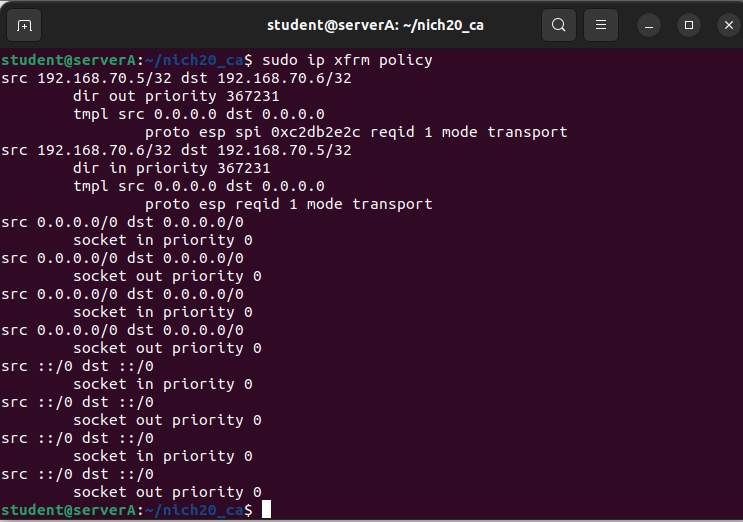 student@serverA: ~/nich20_ca
student@serverA:~/nich20_ca$ sudo ip xfrm policy
src 192.168.70.5/32 dst 192.168.70.6/32
        dir out priority 367231
        tmpl src 0.0.0.0 dst 0.0.0.0
                proto esp spi 0xc2db2e2c reqid 1 mode transport
src 192.168.70.6/32 dst 192.168.70.5/32
        dir in priority 367231
        tmpl src 0.0.0.0 dst 0.0.0.0
                proto esp reqid 1 mode transport
src 0.0.0.0/0 dst 0.0.0.0/0
        socket in priority 0
src 0.0.0.0/0 dst 0.0.0.0/0
        socket out priority 0
src 0.0.0.0/0 dst 0.0.0.0/0
        socket in priority 0
src 0.0.0.0/0 dst 0.0.0.0/0
        socket out priority 0
src ::/0 dst ::/0
        socket in priority 0
src ::/0 dst ::/0
        socket out priority 0
src ::/0 dst ::/0
        socket in priority 0
src ::/0 dst ::/0
        socket out priority 0
student@serverA:~/nich20_ca$